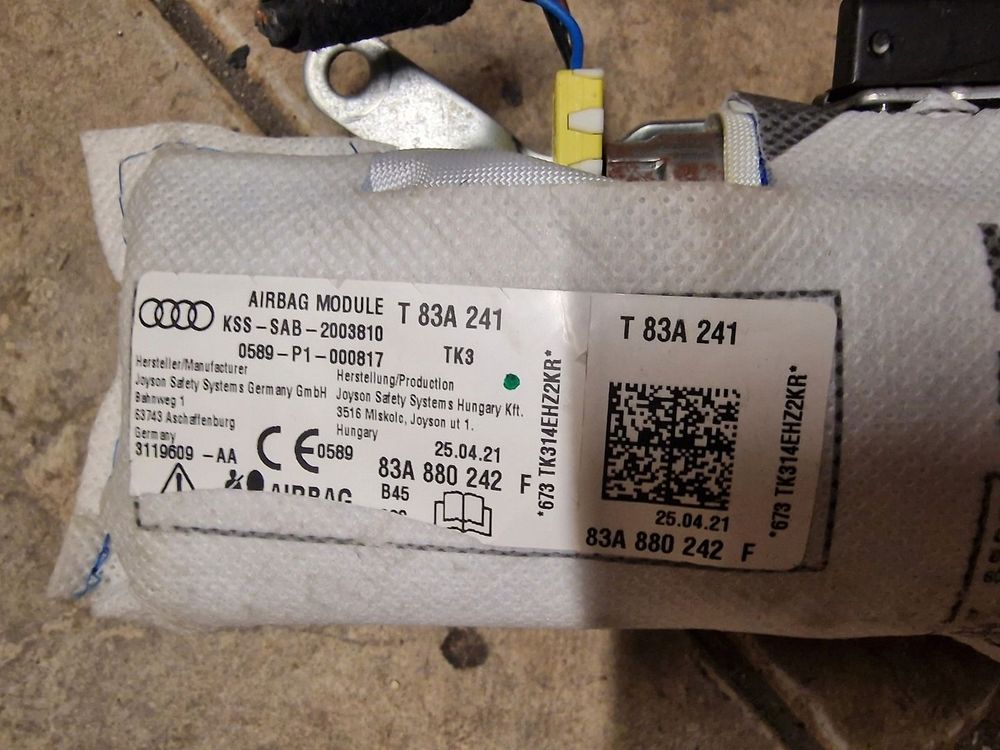 AIRBAG MODULE
KSS-SAB-2003810
0589-P1-000817
T 83A 241
TK3
Hersteller/Manufacturer
Joyson Safety Systems Germany GmbH
Bahnweg 1
63743 Aschaffenburg
Germany
3119609 -AA
Herstellung/Production
Joyson Safety Systems Hungary Kft.
3516 Miskolc, Joyson ut 1.
Hungary
CE 0589
25.04.21
83A 880 242 F
B45
AIRBAG
*673 TK314EHZ2KR*
T 83A 241
*673 TK314EHZ2KR*
25.04.21
83A 880 242 F